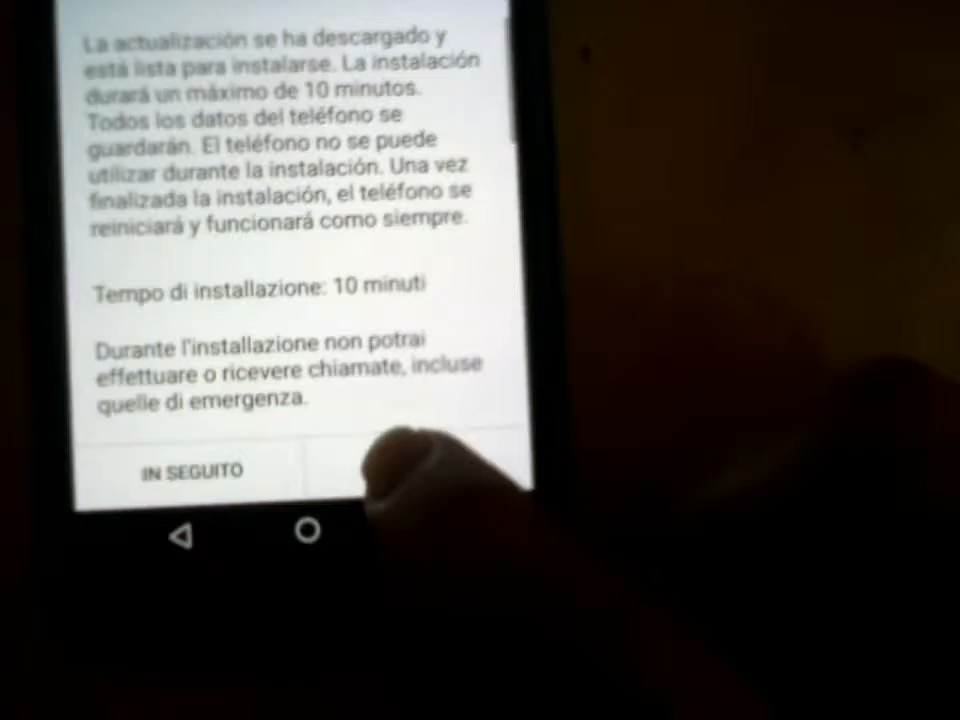 La actualización se ha descargado y
está lista para instalarse. La instalación
durará un máximo de 10 minutos.
Todos los datos del teléfono se
guardarán. El teléfono no se puede
utilizar durante la instalación. Una vez
finalizada la instalación, el teléfono se
reiniciará y funcionará como siempre.
Tempo di installazione: 10 minuti
Durante l'installazione non potrai
effettuare o ricevere chiamate, incluse
quelle di emergenza.
IN SEGUITO